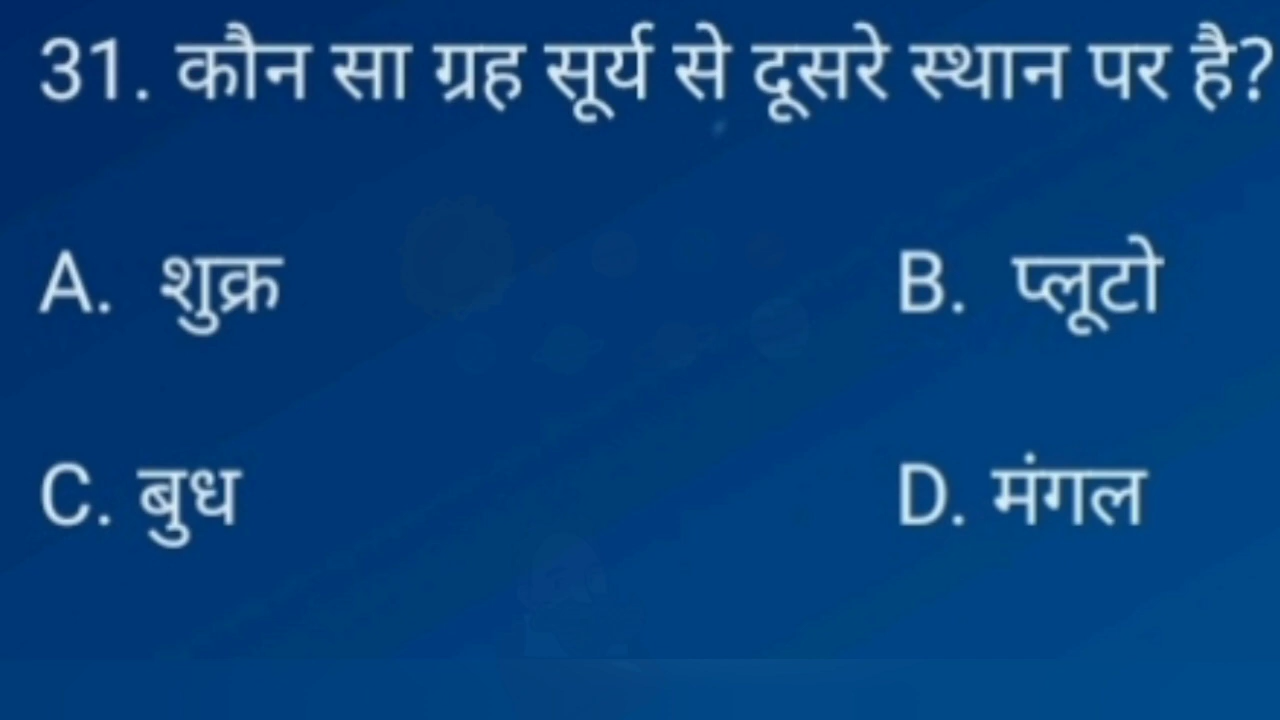 31. कौन सा ग्रह सूर्य से दूसरे स्थान पर है?
A. शुक्र
B. प्लूटो
C. बुध
D. मंगल